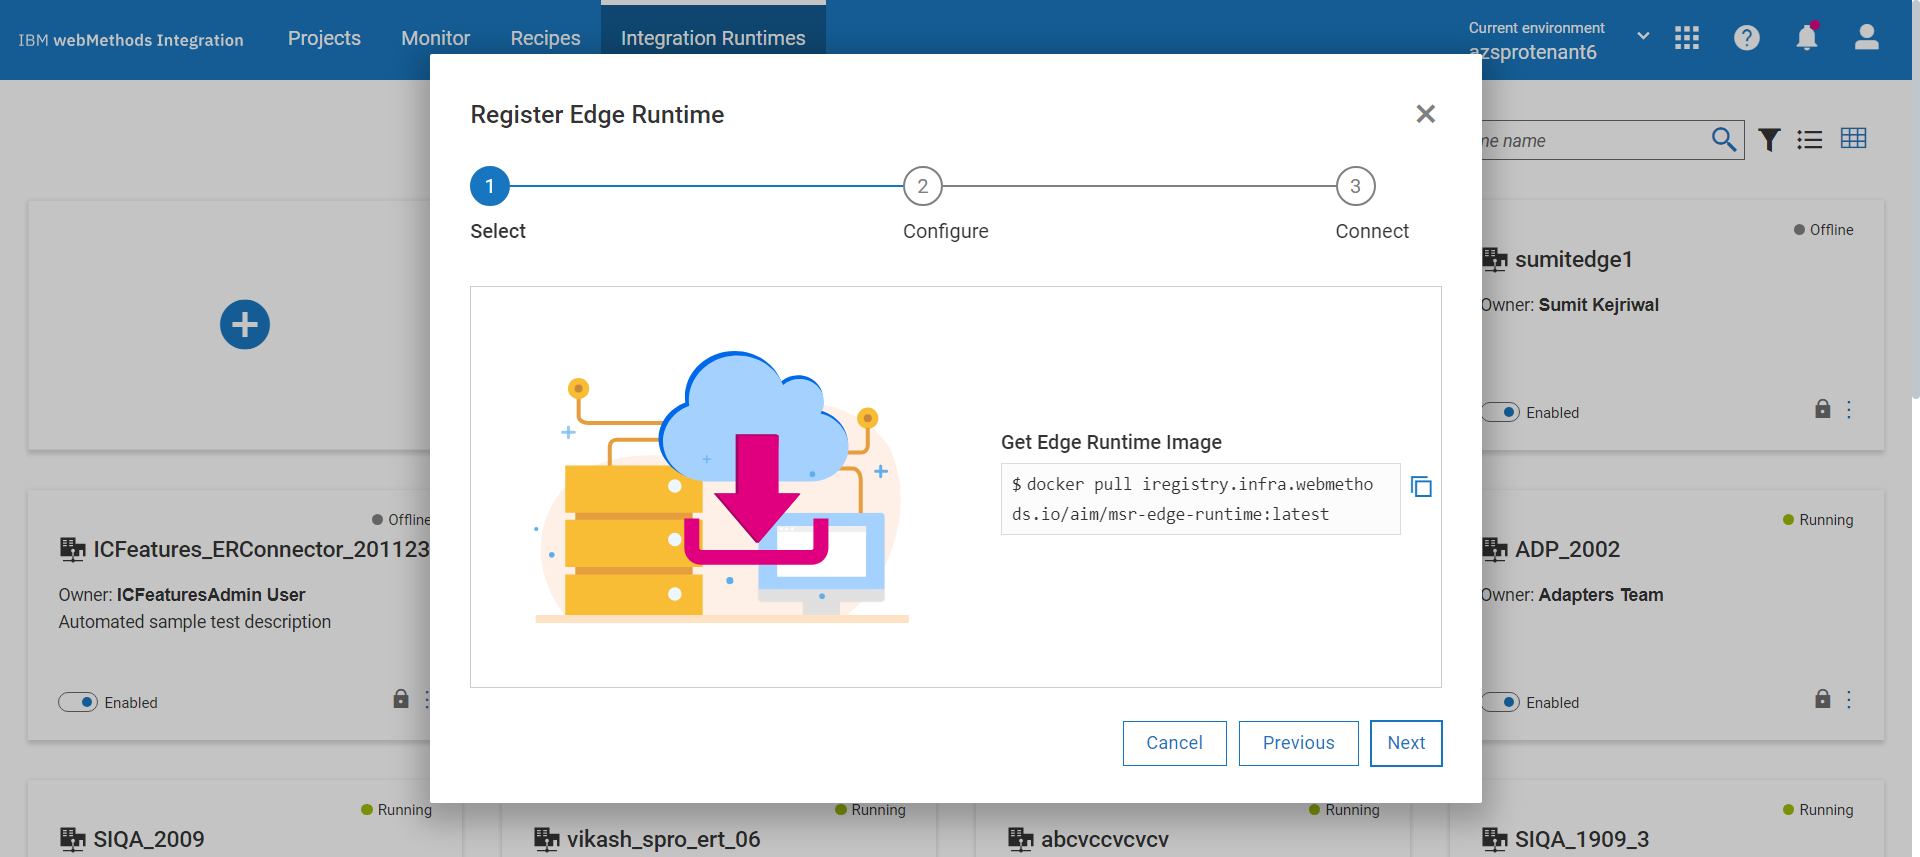 IBM webMethods Integration
Projects
Monitor
Recipes
Integration Runtimes
Current environment
azsprotenant6
Register Edge Runtime
1
2
3
Select
Configure
Connect
Get Edge Runtime Image
$ docker pull iregistry.infra.webmetho
ds.io/aim/msr-edge-runtime:latest
Cancel
Previous
Next
name
Offline
sumitedge1
Owner: Sumit Kejriwal
Enabled
Offline
ICFeatures_ERConnector_201123
Owner: ICFeaturesAdmin User
Automated sample test description
Enabled
Running
ADP_2002
Owner: Adapters Team
Enabled
Running
SIQA_2009
Running
vikash_spro_ert_06
Running
abcvccvcvcv
Running
SIQA_1909_3